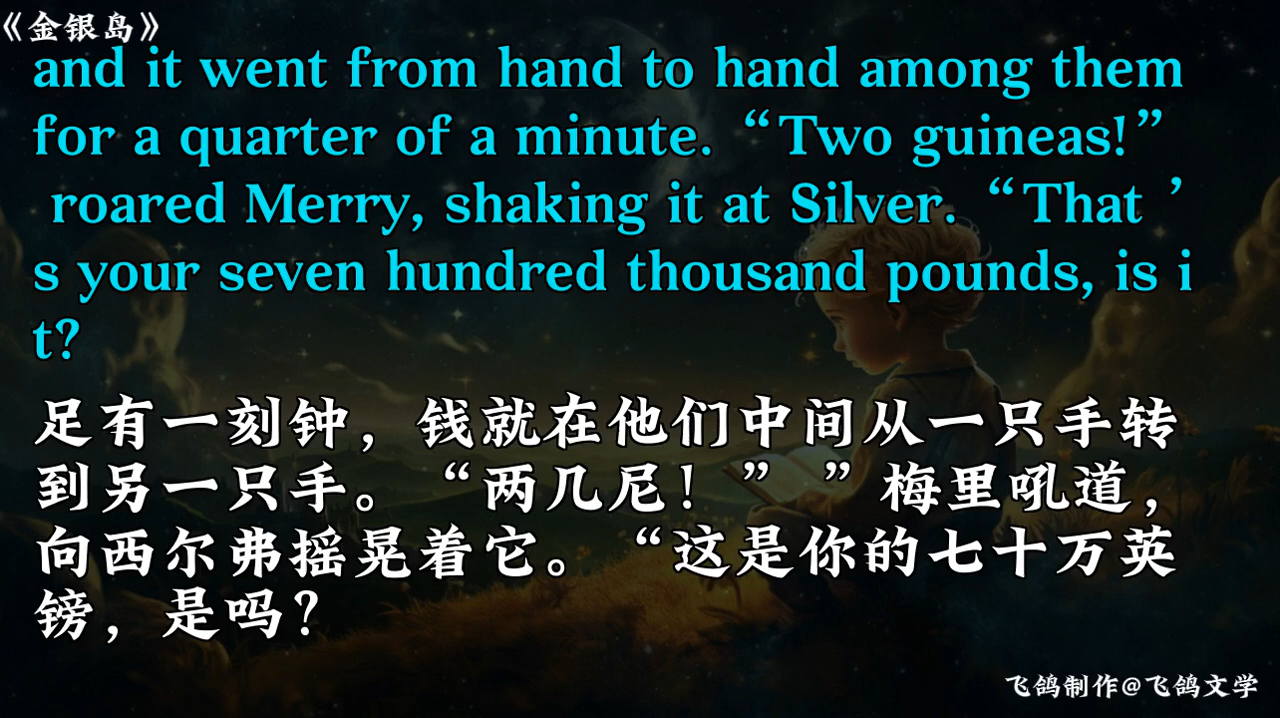 《金银岛》
and it went from hand to hand among them
for a quarter of a minute. “Two guineas!”
roared Merry, shaking it at Silver. “That ’
s your seven hundred thousand pounds, is i
t?
足有一刻钟，钱就在他们中间从一只手转
到另一只手。“两几尼！””梅里吼道，
向西尔弗摇晃着它。“这是你的七十万英
镑，是吗？
飞鸽制作@飞鸽文学